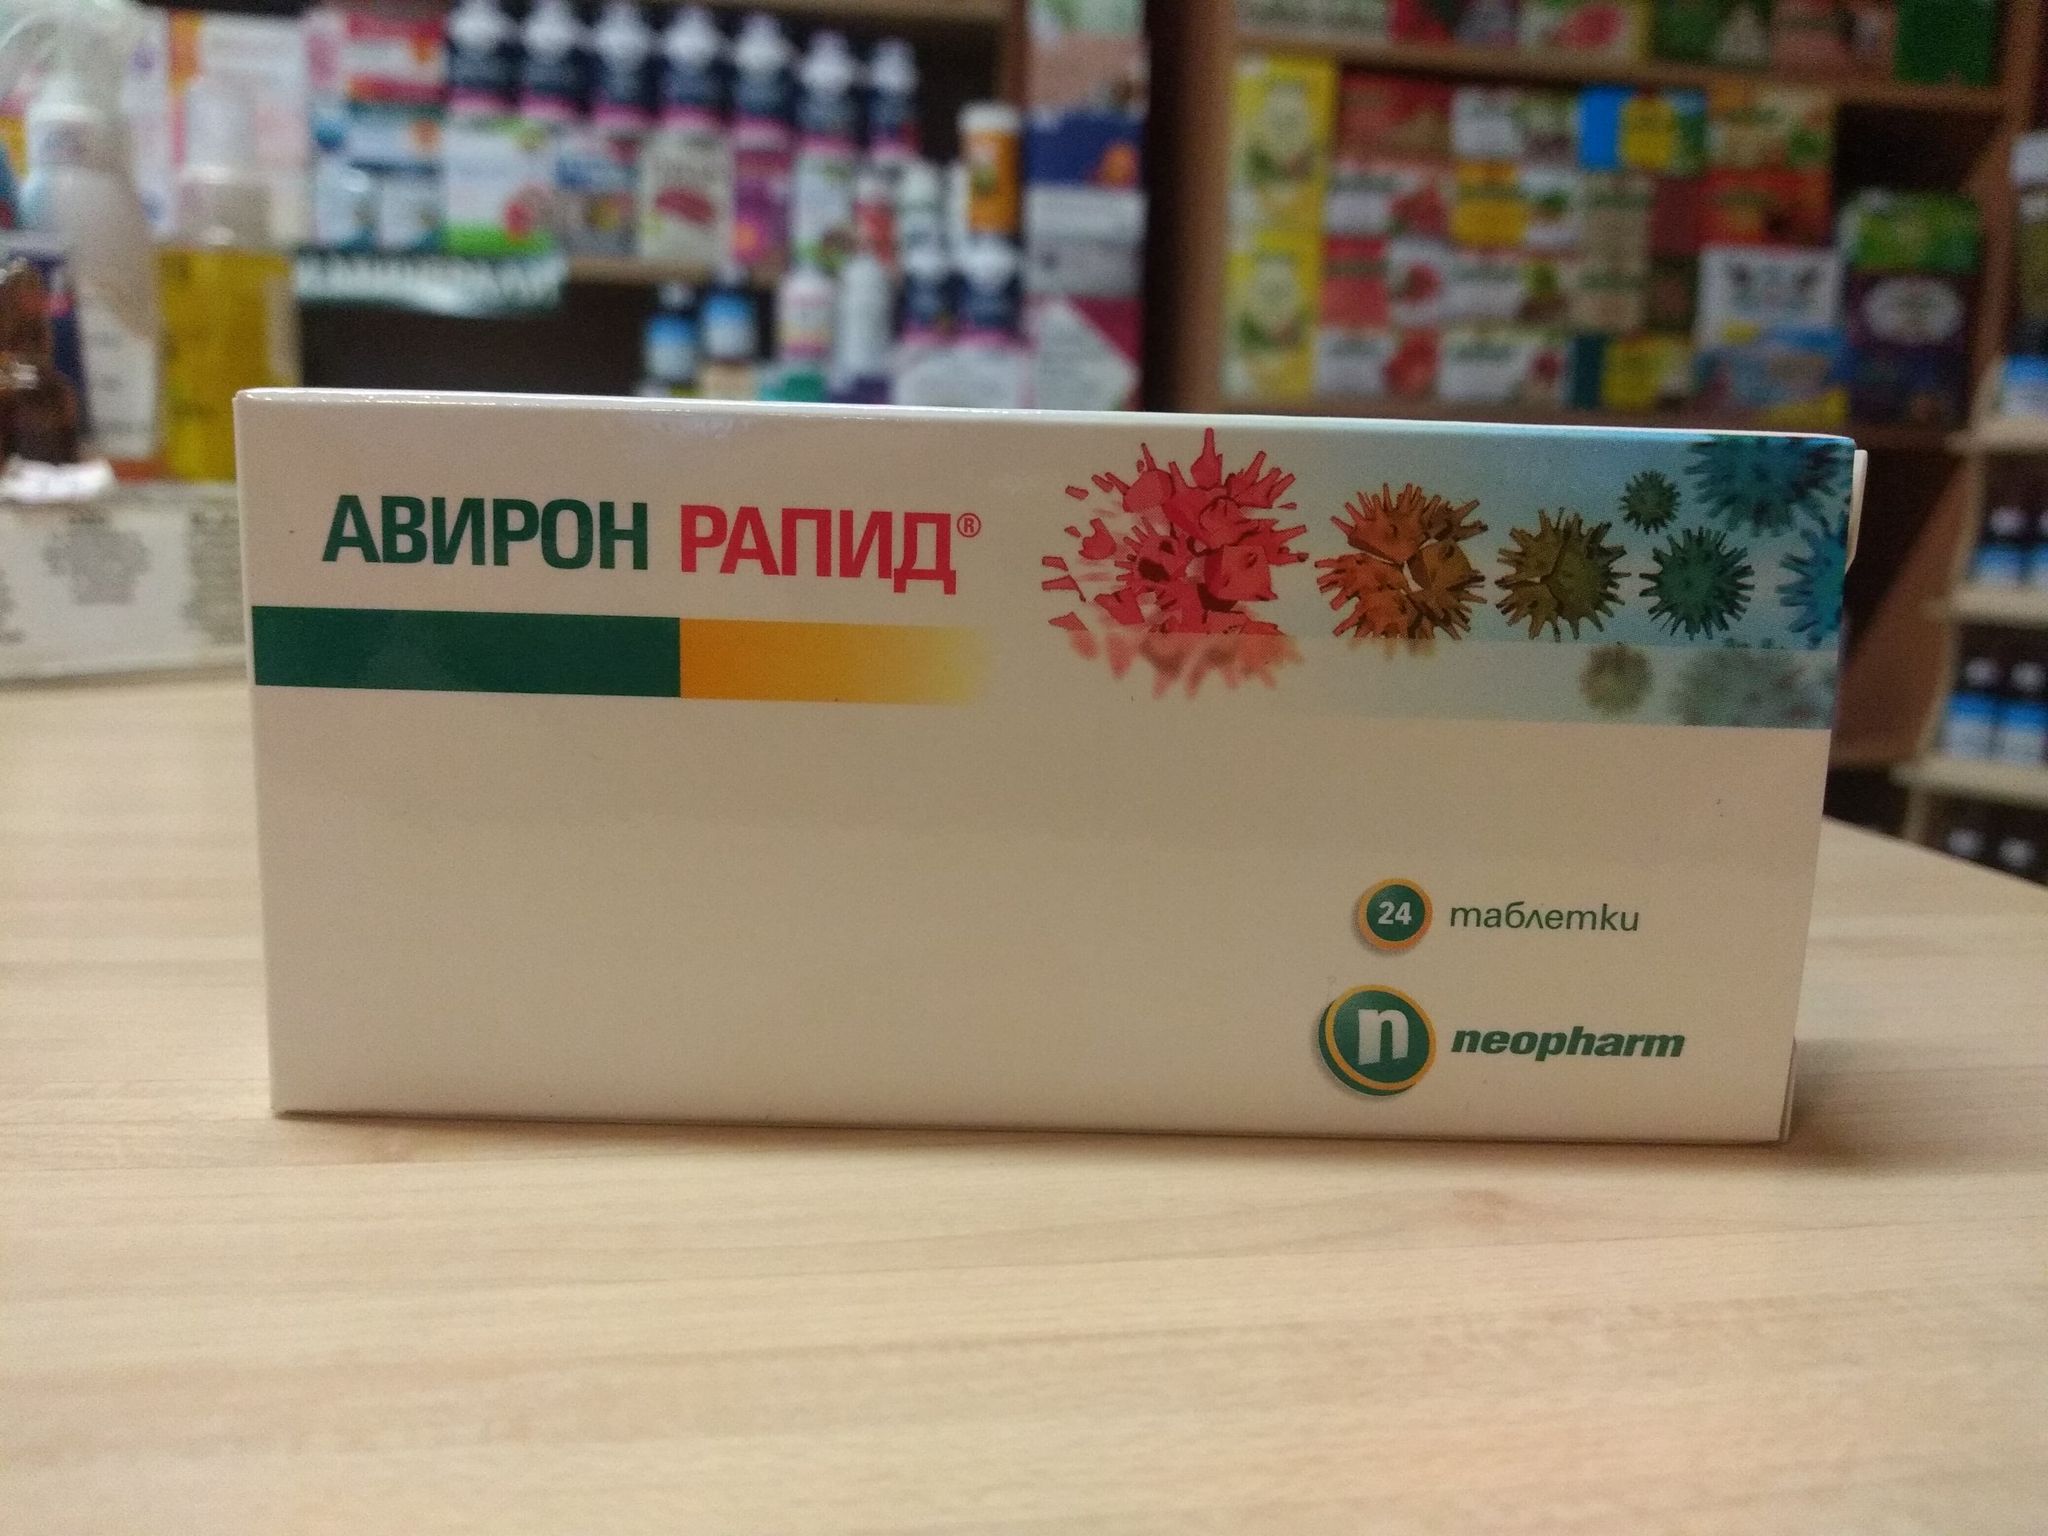 АВИРОН РАПИД®
24 таблетки
n neopharm